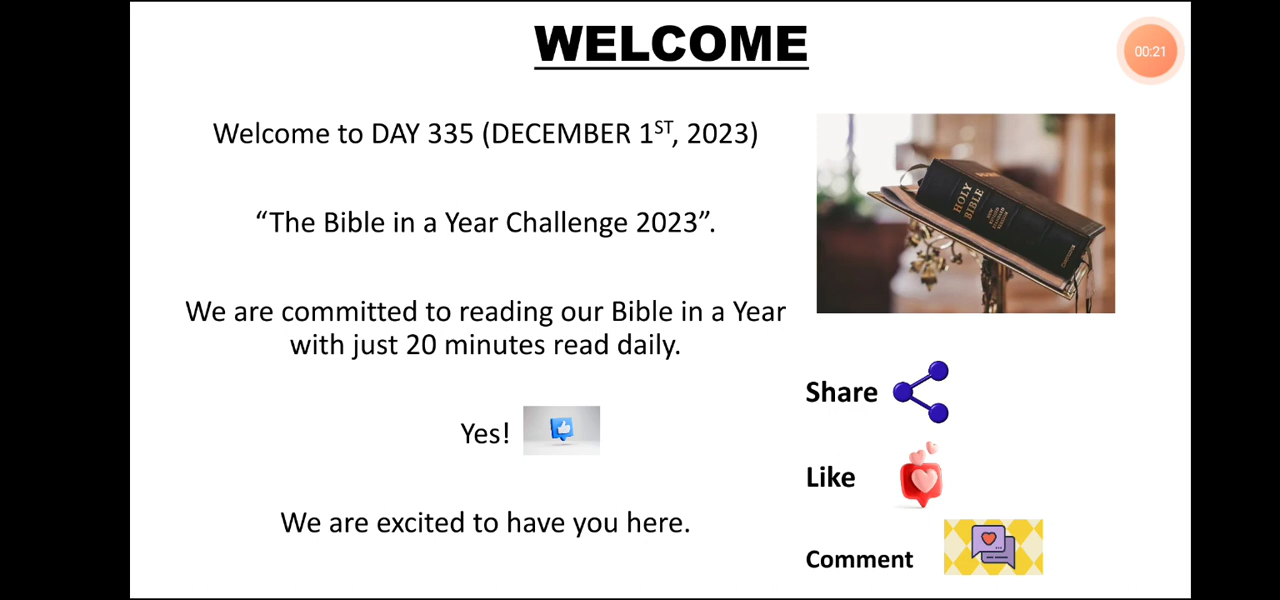 WELCOME
00:21
Welcome to DAY 335 (DECEMBER 1ST, 2023)
“The Bible in a Year Challenge 2023”.
We are committed to reading our Bible in a Year
with just 20 minutes read daily.
Yes!
We are excited to have you here.
HOLY
BIBLE
Share
Like
Comment